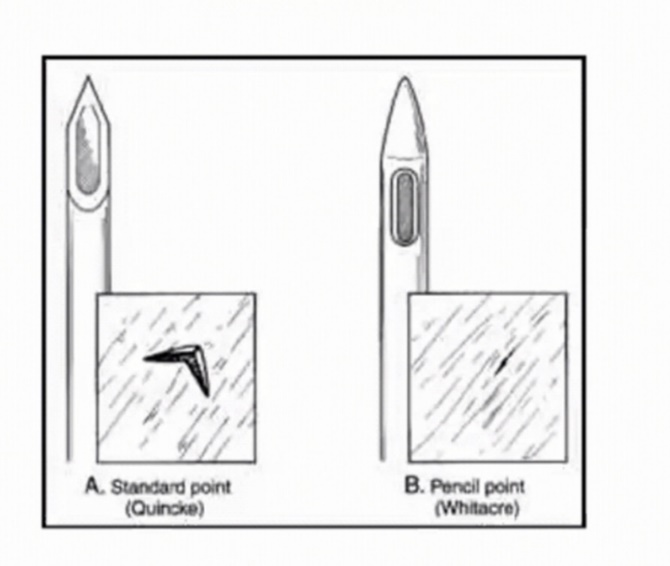 A. Standard point
(Quincke)
B. Pencil point
(Whitacre)